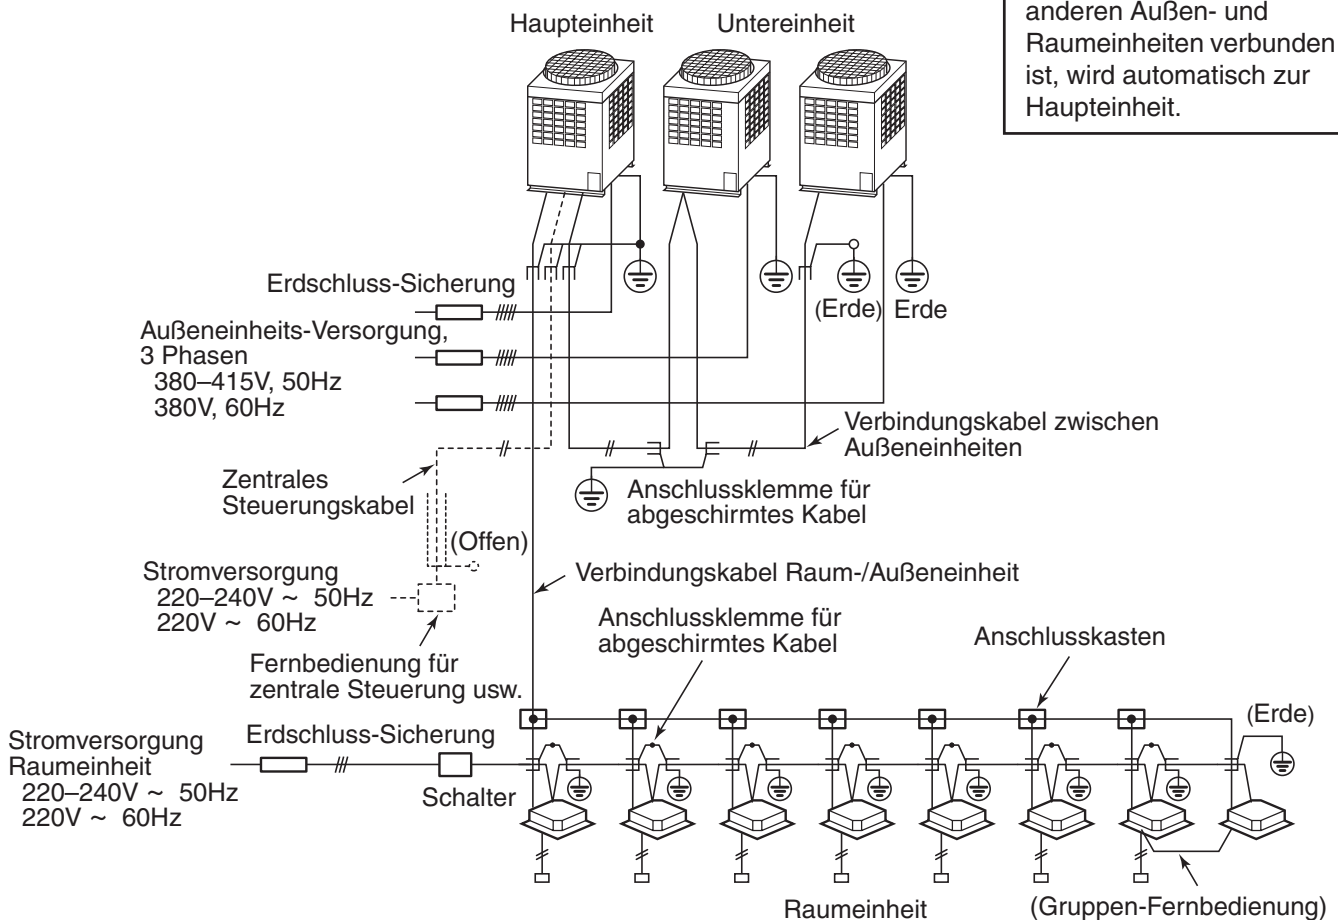 Haupteinheit
Untereinheit
anderen Außen- und
Raumeinheiten verbunden
ist, wird automatisch zur
Haupteinheit.
Erdschluss-Sicherung
(Erde)
Erde
Außeneinheits-Versorgung,
3 Phasen
380–415V, 50Hz
380V, 60Hz
Verbindungskabel zwischen
Außeneinheiten
Zentrales
Steuerungskabel
Anschlussklemme für
abgeschirmtes Kabel
(Offen)
Stromversorgung
220–240V ~ 50Hz
220V ~ 60Hz
Verbindungskabel Raum-/Außeneinheit
Anschlussklemme für
abgeschirmtes Kabel
Anschlusskasten
Fernbedienung für
zentrale Steuerung usw.
(Erde)
Stromversorgung
Raumeinheit
220–240V ~ 50Hz
220V ~ 60Hz
Erdschluss-Sicherung
Schalter
Raumeinheit
(Gruppen-Fernbedienung)